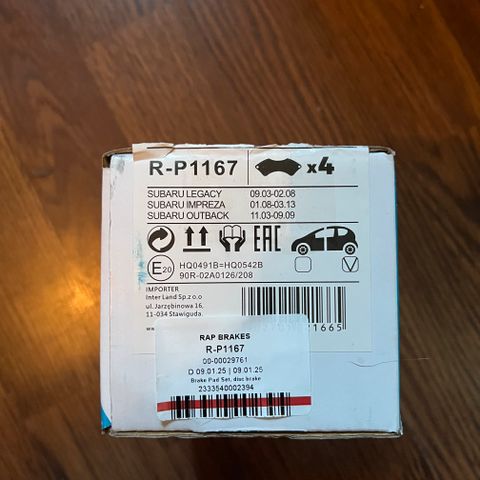 R-P1167 x4
SUBARU LEGACY 09.03-02.08
SUBARU IMPREZA 01.08-03.13
SUBARU OUTBACK 11.03-09.09
EAC
E20 HQ0491B=HQ0542B
90R-02A0126/208
IMPORTER
Inter Land Sp.z o.o
ul. Jarzębinowa 16,
11-034 Stawiguda.
1665
RAP BRAKES
R-P1167
00-00029761
D 09.01.25 | 09.01.25
Brake Pad Set, disc brake
2333540002394